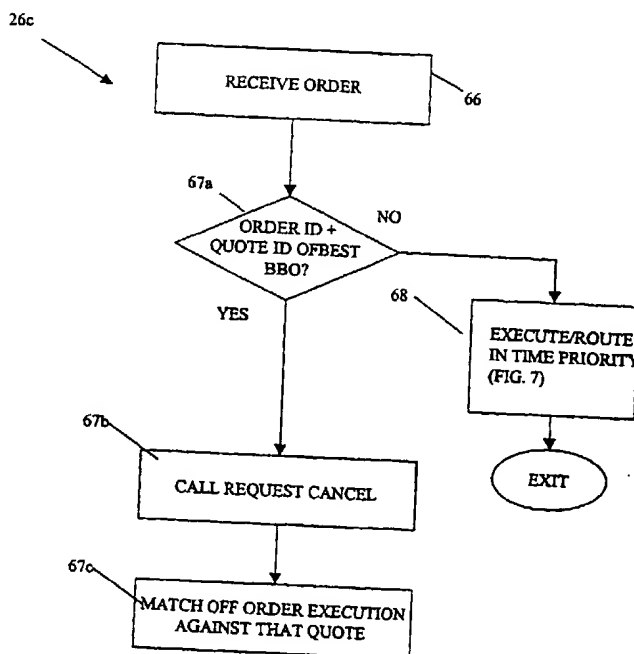 26c
RECEIVE ORDER
66
67a
ORDER ID +
QUOTE ID OFBEST
BBO?
NO
YES
68
EXECUTE/ROUTE
IN TIME PRIORITY
(FIG. 7)
EXIT
67b
CALL REQUEST CANCEL
67c
MATCH OFF ORDER EXECUTION
AGAINST THAT QUOTE